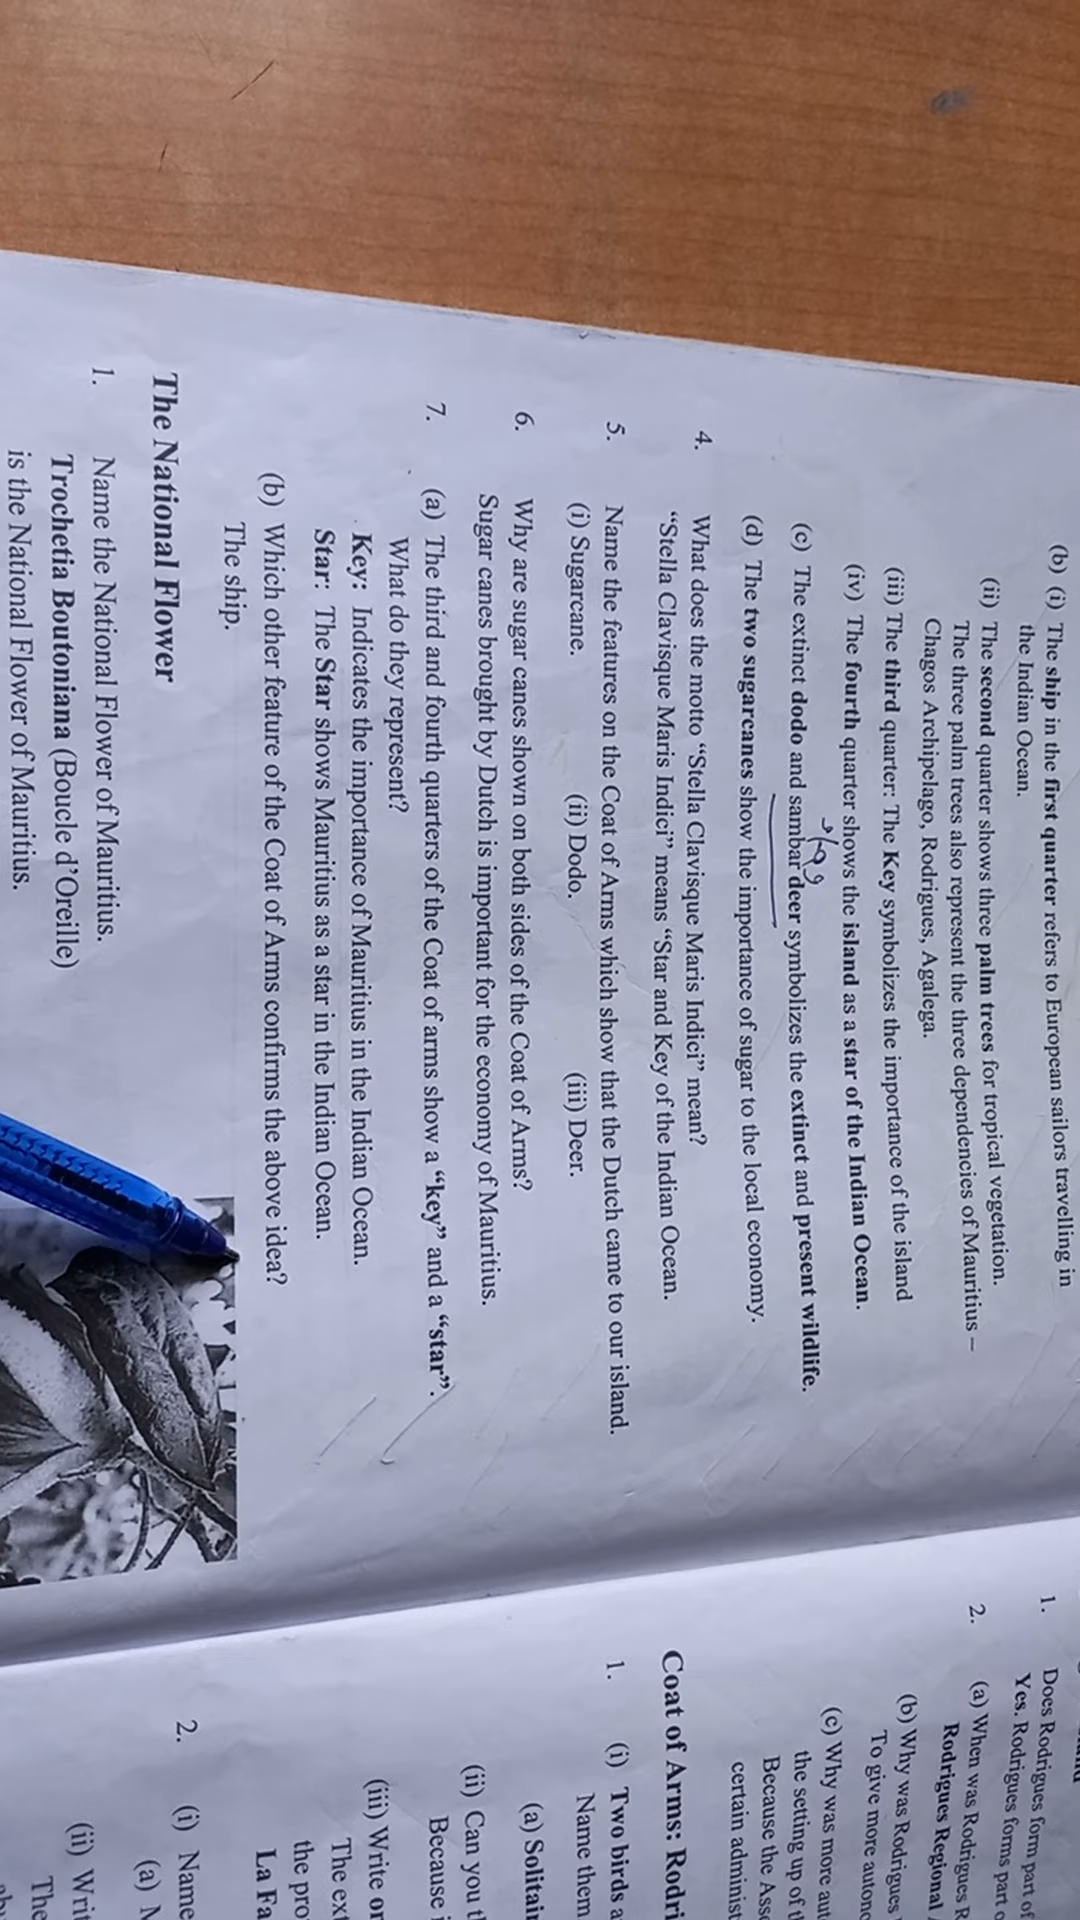 (b) (i) The ship in the first quarter refers to European sailors travelling in
the Indian Ocean.
(ii) The second quarter shows three palm trees for tropical vegetation.
The three palm trees also represent the three dependencies of Mauritius –
Chagos Archipelago, Rodrigues, Agalega.
(iii) The third quarter: The Key symbolizes the importance of the island
(iv) The fourth quarter shows the island as a star of the Indian Ocean.
(c) The extinct dodo and sambar deer symbolizes the extinct and present wildlife.
(d) The two sugarcanes show the importance of sugar to the local economy.
4. What does the motto “Stella Clavisque Maris Indici” mean?
“Stella Clavisque Maris Indici” means “Star and Key of the Indian Ocean.
5. Name the features on the Coat of Arms which show that the Dutch came to our island.
(i) Sugarcane. (ii) Dodo. (iii) Deer.
6. Why are sugar canes shown on both sides of the Coat of Arms?
Sugar canes brought by Dutch is important for the economy of Mauritius.
7. (a) The third and fourth quarters of the Coat of arms show a “key” and a “star”.
What do they represent?
Key: Indicates the importance of Mauritius in the Indian Ocean.
Star: The Star shows Mauritius as a star in the Indian Ocean.
(b) Which other feature of the Coat of Arms confirms the above idea?
The ship.
The National Flower
1. Name the National Flower of Mauritius.
Trochetia Boutoniana (Boucle d’Oreille)
is the National Flower of Mauritius.
1. Does Rodrigues form part of
Yes. Rodrigues forms part
2. (a) When was Rodrigues
Rodrigues Regional
(b) Why was Rodrigues
To give more
(c) Why was more
the setting up of
Because the
certain
Coat of Arms:
1. (i) Two birds
Name them
(a)
(ii) Can you
Because
(iii) Write
The
the
La
2. (i) Name
(a)
(ii)
The